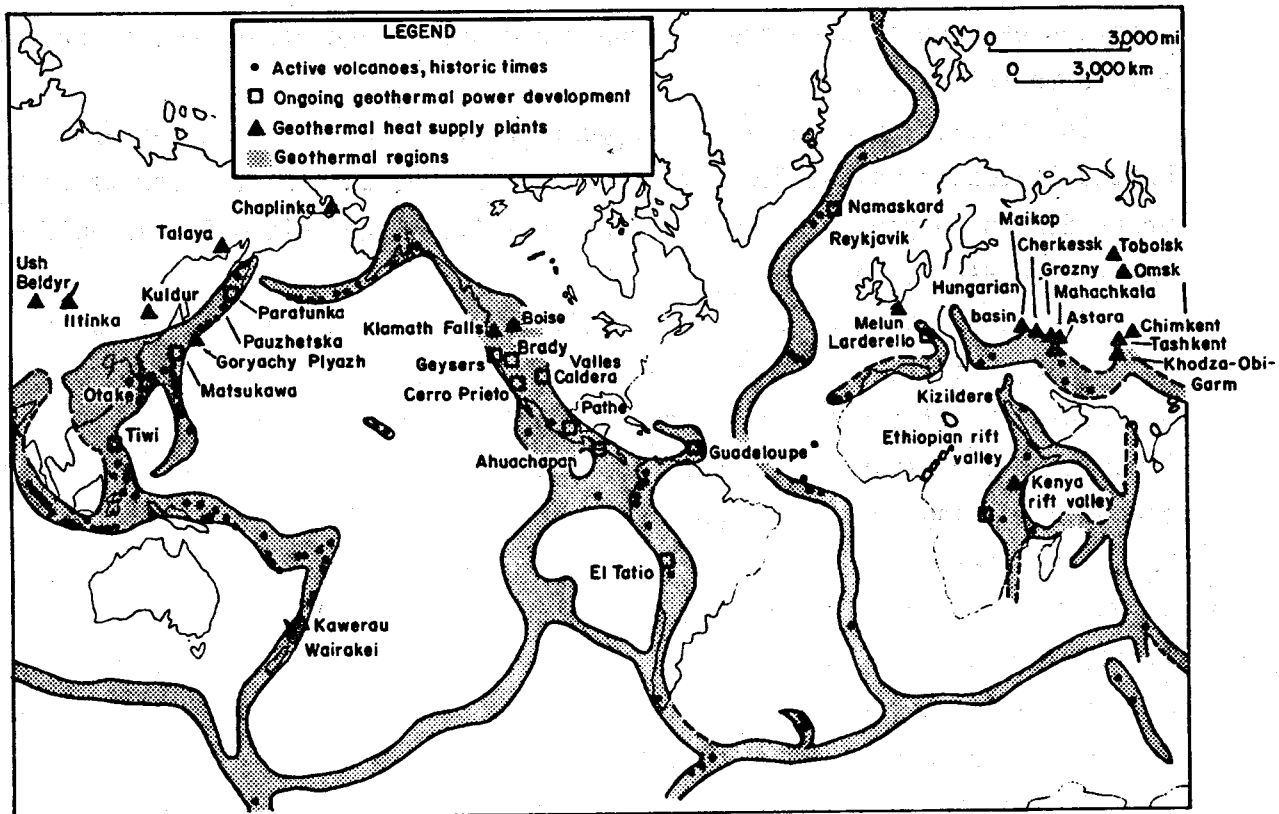 LEGEND
Active volcanoes, historic times
Ongoing geothermal power development
Geothermal heat supply plants
Geothermal regions
0 3,000 mi
0 3,000 km
Chaplinka
Talaya
Ush
Beldyr
Iltinka
Kuldur
Paratunka
Pauzhetska
Goryachy Plyazh
Matsukawa
Otake
Tiwi
Kawerau
Wairakei
Klamath Falls
Boise
Geysers
Brady
Valles
Caldera
Cerro Prieto
Pathe
Ahuachapan
Guadeloupe
El Tatio
Namaskard
Reykjavik
Maikop
Cherkessk
Tobolsk
Grozny
Omsk
Hungarian
basin
Mahachkala
Melun
Larderello
Astara
Chimkent
Tashkent
Khodza-Obi-
Garm
Kizildere
Ethiopian rift
valley
Kenya
rift valley